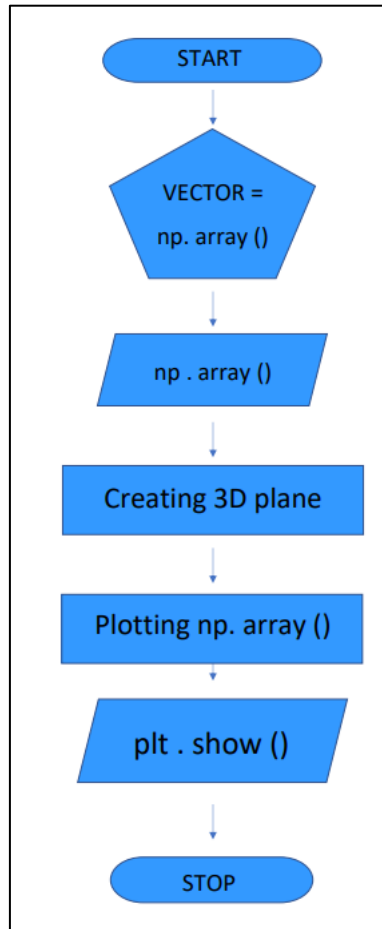 START
VECTOR =
np. array ()
np . array ()
Creating 3D plane
Plotting np. array ()
plt . show ()
STOP